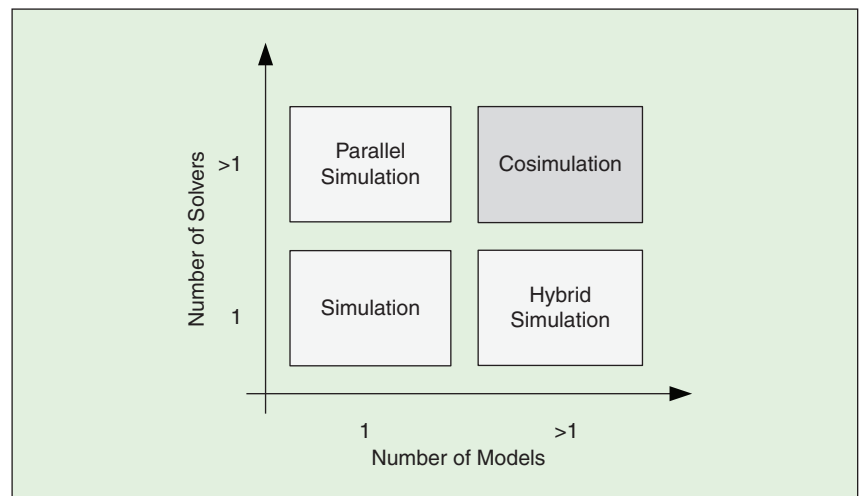 Number of Solvers
>1
1
Parallel
Simulation
Cosimulation
Simulation
Hybrid
Simulation
1
>1
Number of Models